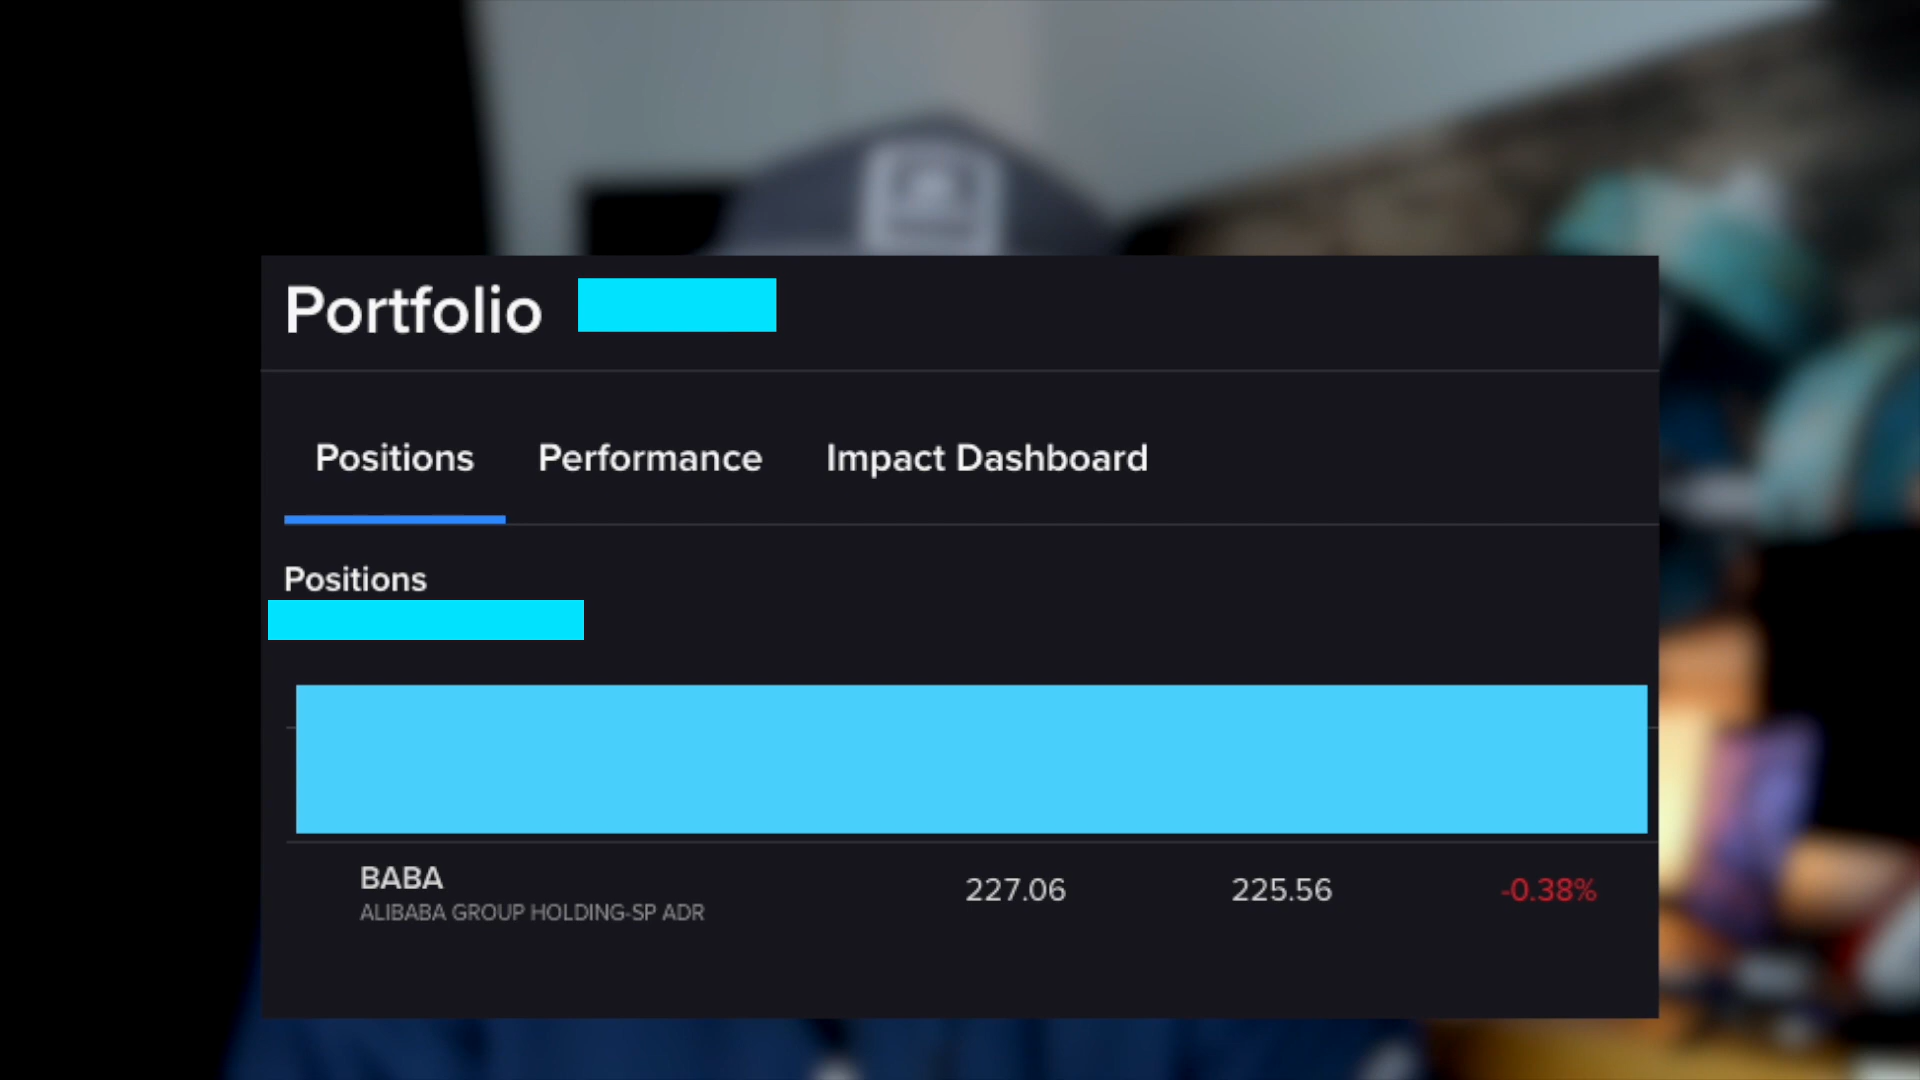 Portfolio
Positions Performance Impact Dashboard
Positions
BABA 227.06 225.56 -0.38%
ALIBABA GROUP HOLDING-SP ADR